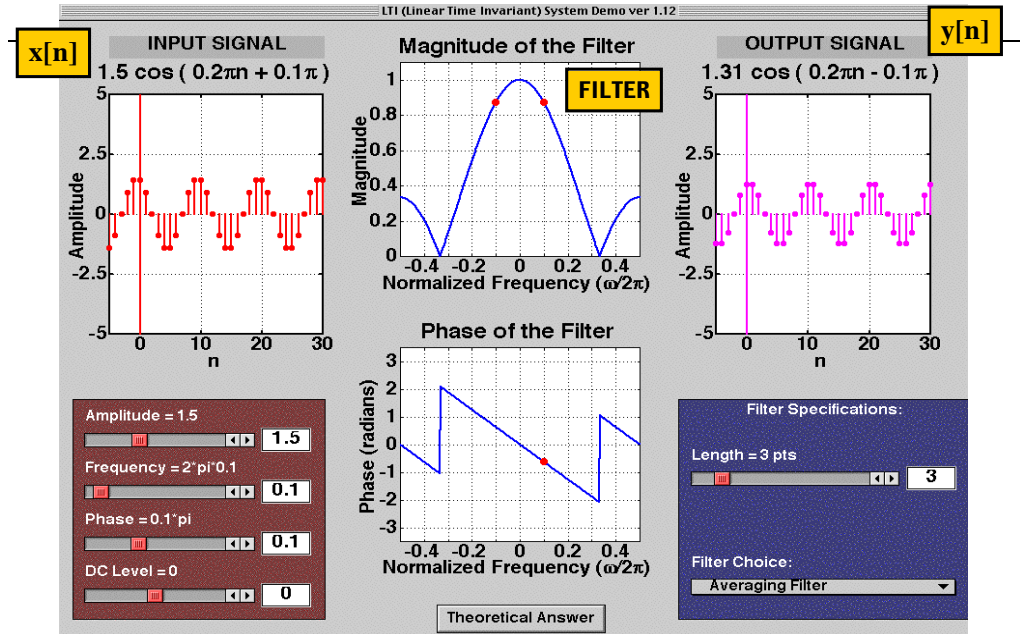 LTI (Linear Time Invariant) System Demo ver 1.12
x[n]
INPUT SIGNAL
1.5 cos ( 0.2πn + 0.1π )
5
2.5
0
-2.5
-5
Amplitude
0 10 20 30
n
Magnitude of the Filter
FILTER
1
0.8
0.6
0.4
0.2
0
Magnitude
-0.4 -0.2 0 0.2 0.4
Normalized Frequency (ω/2π)
y[n]
OUTPUT SIGNAL
1.31 cos ( 0.2πn - 0.1π )
5
2.5
0
-2.5
-5
Amplitude
0 10 20 30
n
Phase of the Filter
3
2
1
0
-1
-2
-3
Phase (radians)
-0.4 -0.2 0 0.2 0.4
Normalized Frequency (ω/2π)
Amplitude = 1.5
1.5
Frequency = 2*pi*0.1
0.1
Phase = 0.1*pi
0.1
DC Level = 0
0
Filter Specifications:
Length = 3 pts
3
Filter Choice:
Averaging Filter
Theoretical Answer